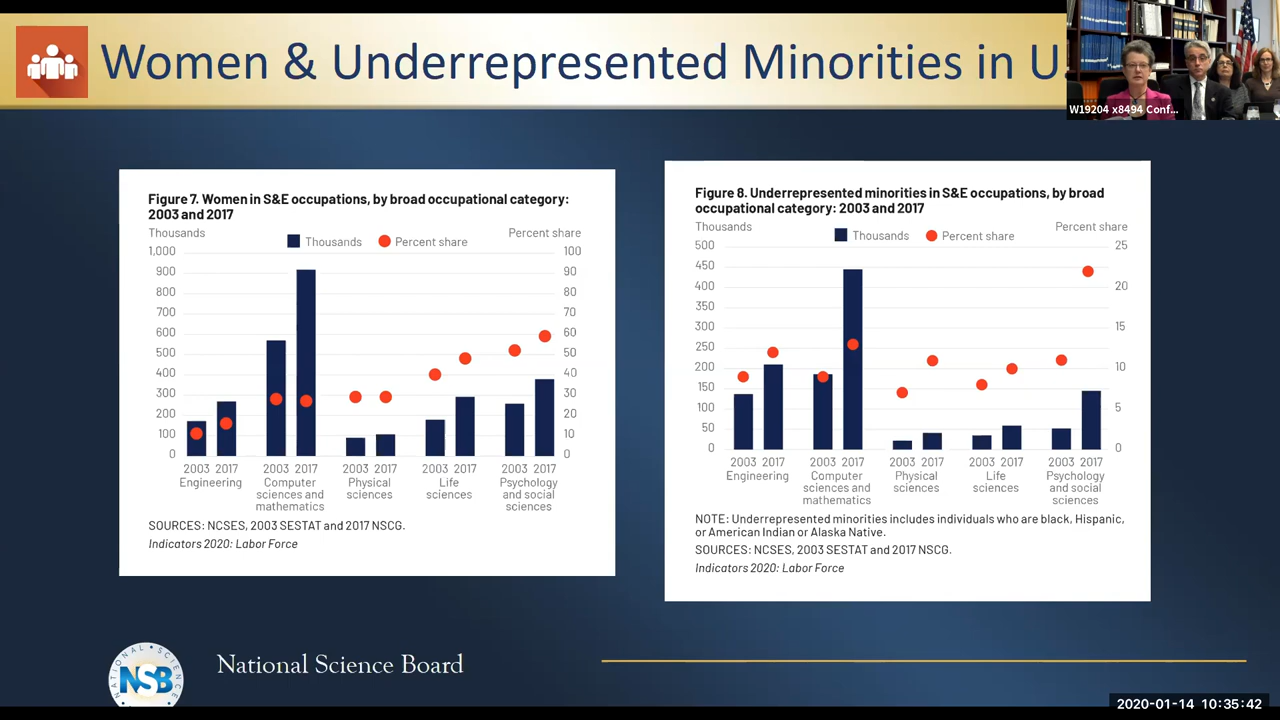 Women & Underrepresented Minorities in U
W19204 x8494 Conf...
Figure 7. Women in S&E occupations, by broad occupational category:
2003 and 2017
Thousands
Percent share
Thousands
Percent share
1,000
900
800
700
600
500
400
300
200
100
0
100
90
80
70
60
50
40
30
20
10
0
2003 2017
Engineering
2003 2017
Computer
sciences and
mathematics
2003 2017
Physical
sciences
2003 2017
Life
sciences
2003 2017
Psychology
and social
sciences
SOURCES: NCSES, 2003 SESTAT and 2017 NSCG.
Indicators 2020: Labor Force
Figure 8. Underrepresented minorities in S&E occupations, by broad
occupational category: 2003 and 2017
Thousands
Percent share
Thousands
Percent share
500
450
400
350
300
250
200
150
100
50
0
25
20
15
10
5
0
2003 2017
Engineering
2003 2017
Computer
sciences and
mathematics
2003 2017
Physical
sciences
2003 2017
Life
sciences
2003 2017
Psychology
and social
sciences
NOTE: Underrepresented minorities includes individuals who are black, Hispanic,
or American Indian or Alaska Native.
SOURCES: NCSES, 2003 SESTAT and 2017 NSCG.
Indicators 2020: Labor Force
NATIONAL SCIENCE
NSB
National Science Board
2020-01-14 10:35:42